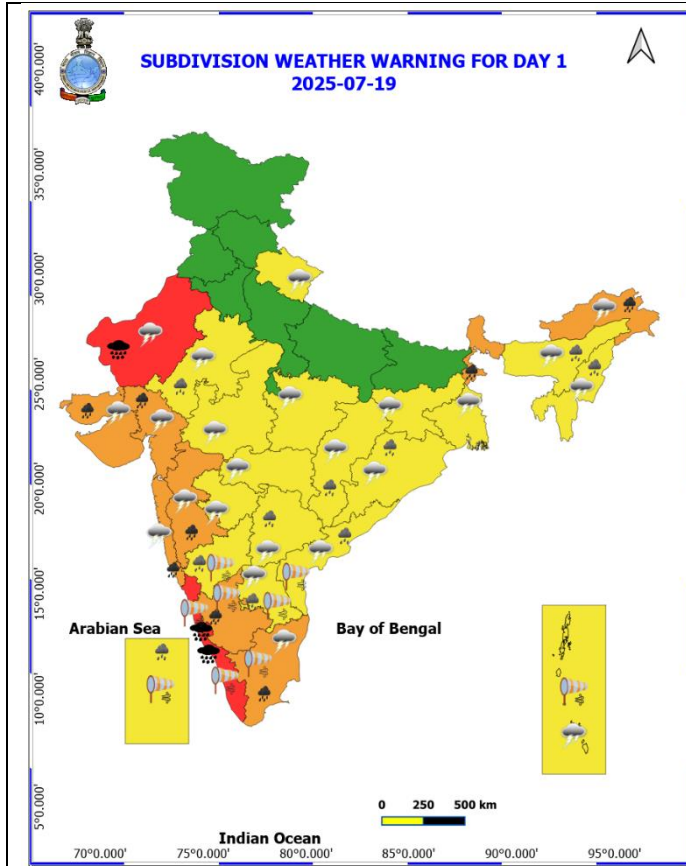 SUBDIVISION WEATHER WARNING FOR DAY 1
2025-07-19
40°0.000'
35°0.000'
30°0.000'
25°0.000'
20°0.000'
15°0.000'
10°0.000'
5°0.000'
Arabian Sea
Bay of Bengal
0 250 500 km
Indian Ocean
70°0.000' 75°0.000' 80°0.000' 85°0.000' 90°0.000' 95°0.000'